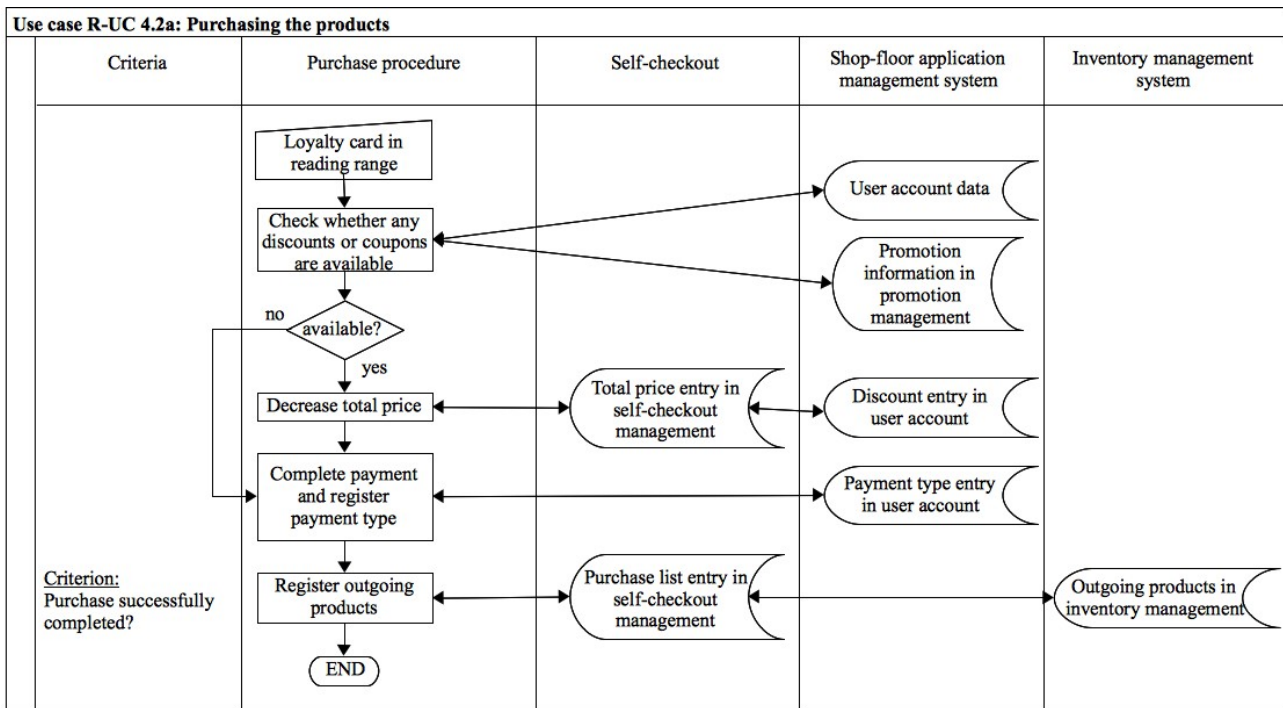 Use case R-UC 4.2a: Purchasing the products
Criteria
Purchase procedure
Self-checkout
Shop-floor application
management system
Inventory management
system
Loyalty card in
reading range
User account data
Check whether any
discounts or coupons
are available
Promotion
information in
promotion
management
no
available?
yes
Decrease total price
Total price entry in
self-checkout
management
Discount entry in
user account
Complete payment
and register
payment type
Payment type entry
in user account
Criterion:
Purchase successfully
completed?
Register outgoing
products
Purchase list entry in
self-checkout
management
Outgoing products in
inventory management
END